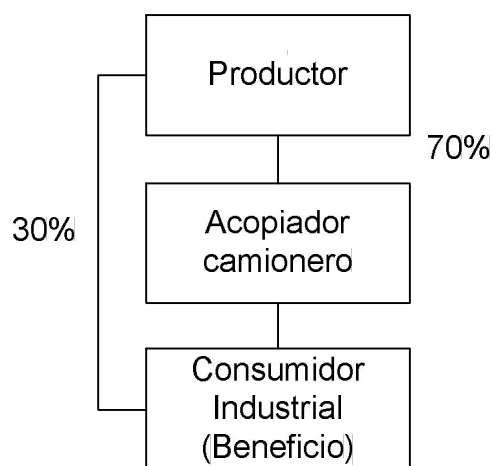 Productor
70%
Acopiador
camionero
30%
Consumidor
Industrial
(Beneficio)